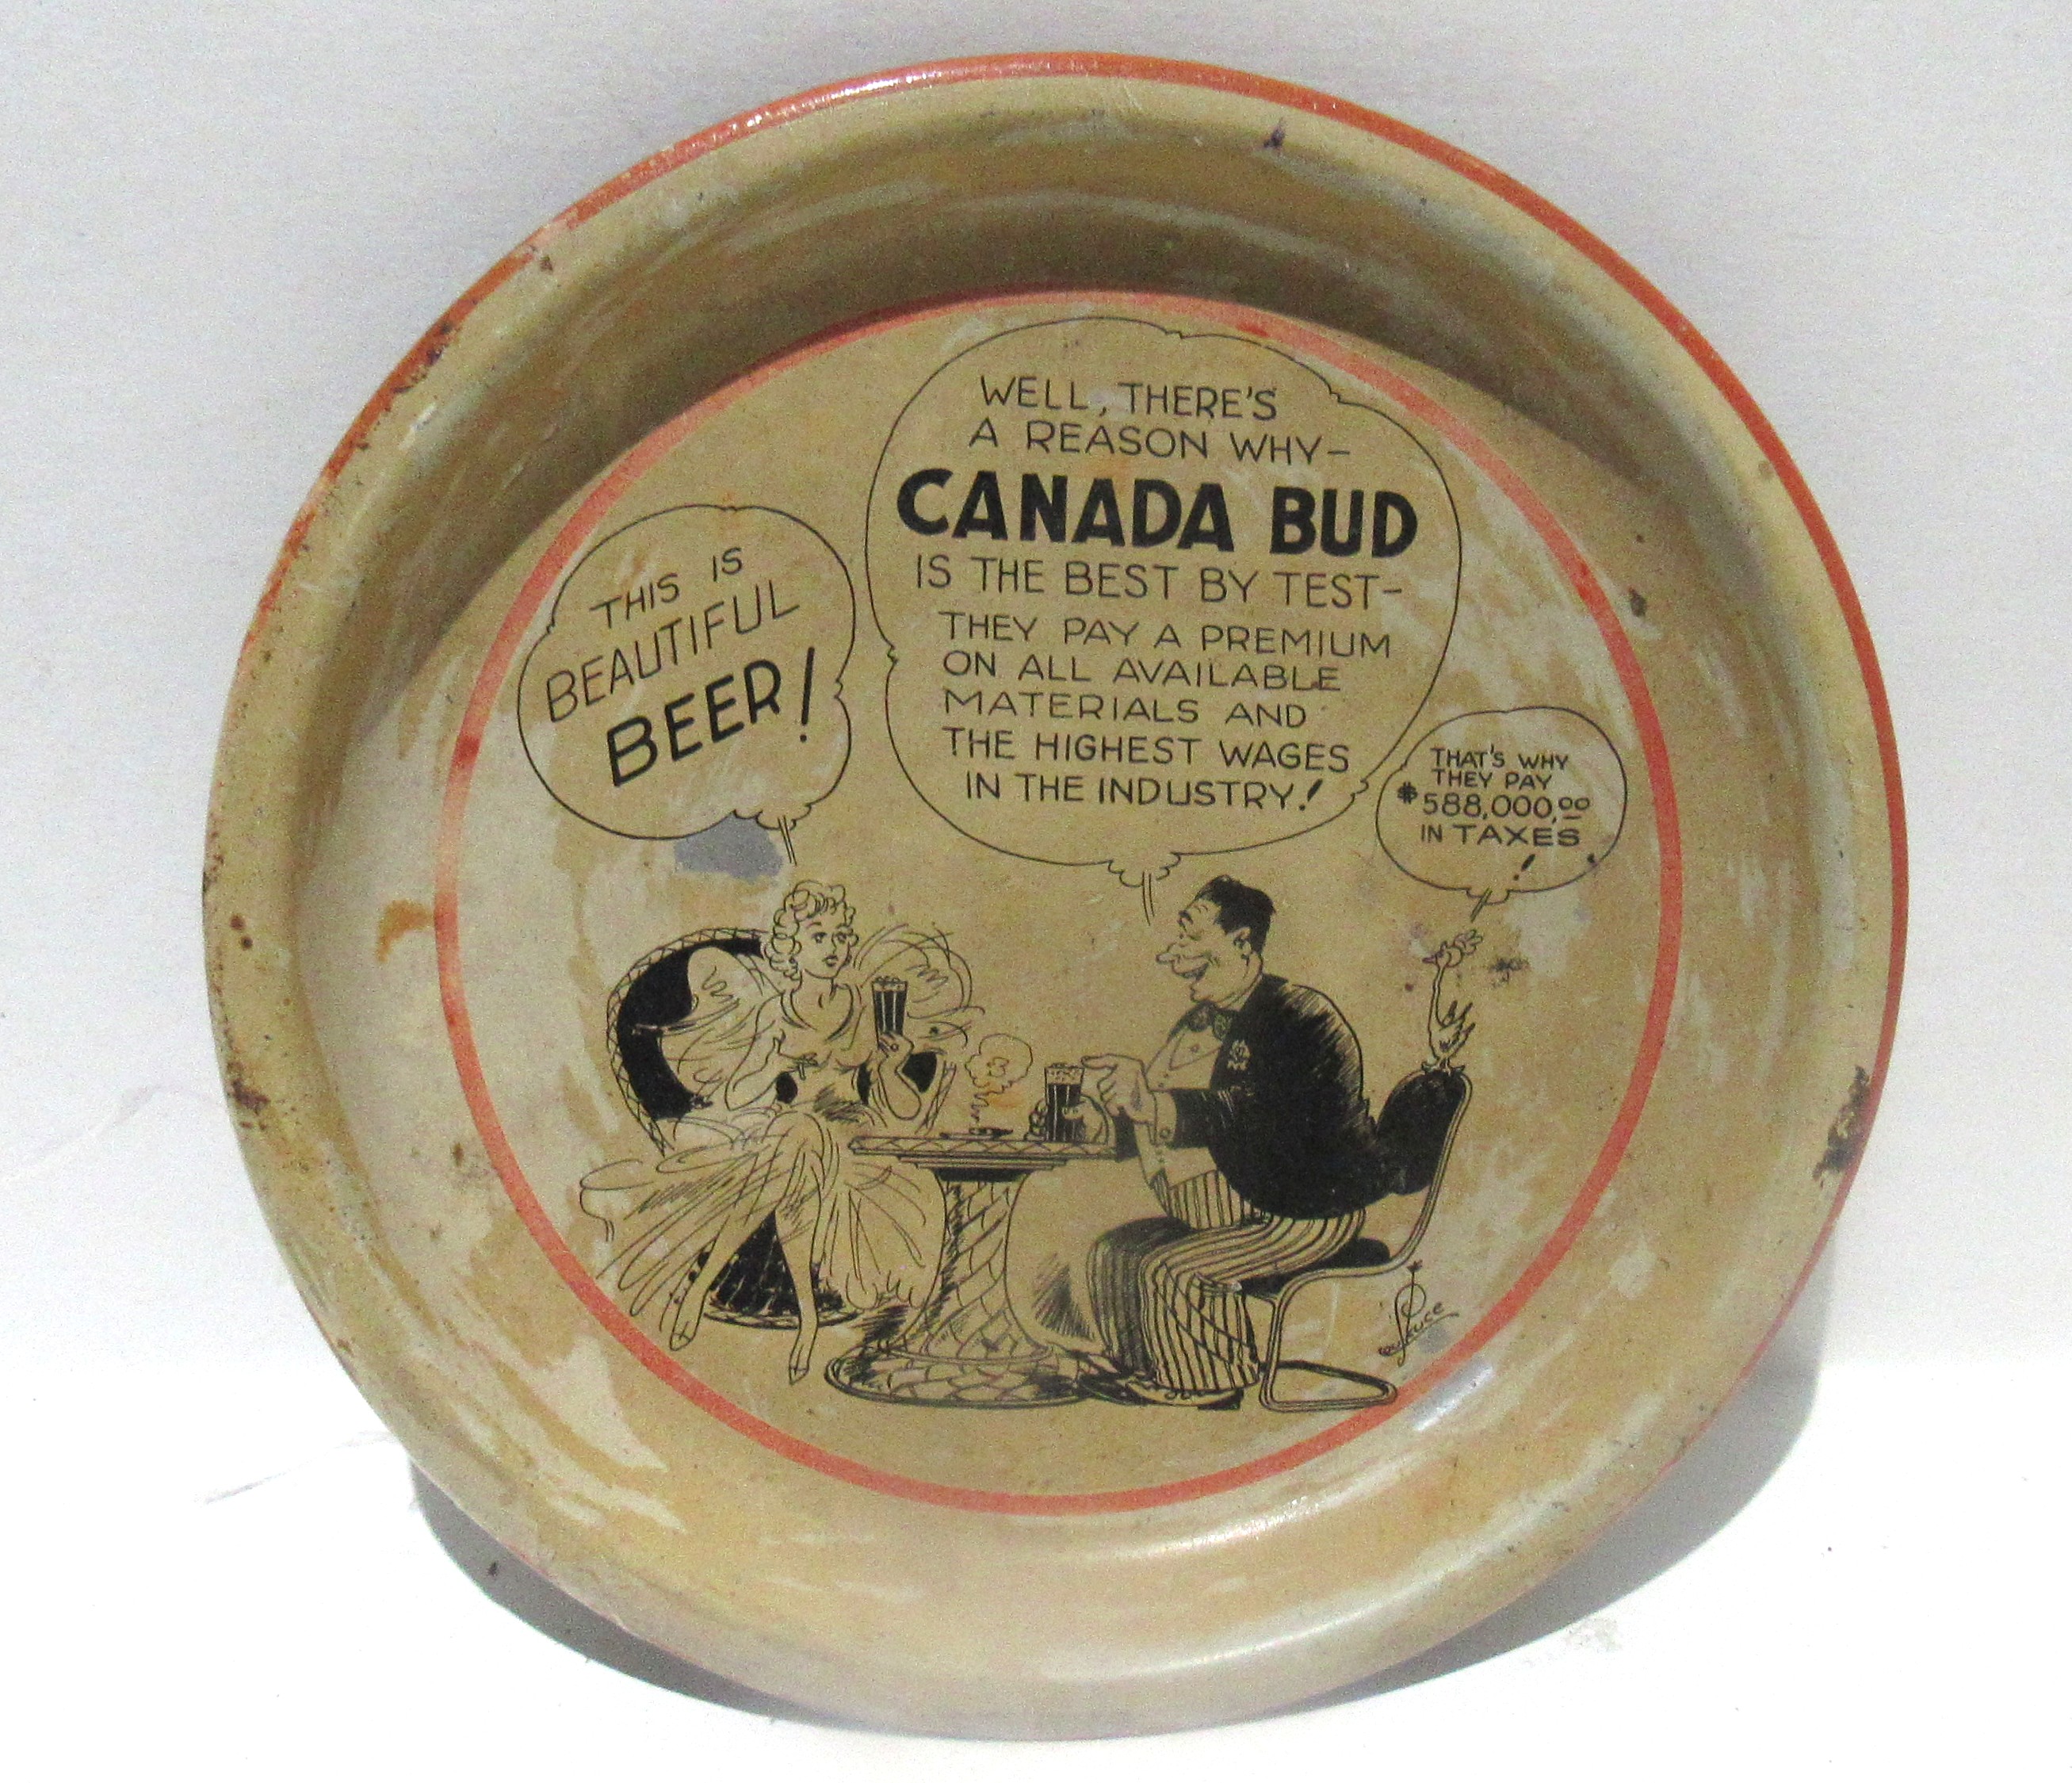 THIS IS
BEAUTIFUL
BEER!
WELL, THERE'S
A REASON WHY-
CANADA BUD
IS THE BEST BY TEST-
THEY PAY A PREMIUM
ON ALL AVAILABLE
MATERIALS AND
THE HIGHEST WAGES
IN THE INDUSTRY!
THAT'S WHY
THEY PAY
$588,000,00
IN TAXES
!